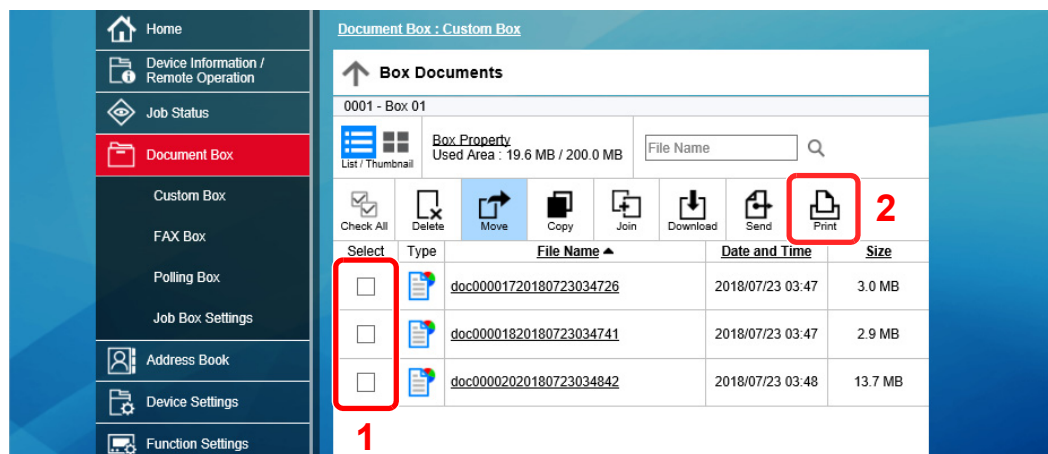 Home
Device Information /
Remote Operation
Job Status
Document Box
Custom Box
FAX Box
Polling Box
Job Box Settings
Address Book
Device Settings
Function Settings
Document Box : Custom Box
Box Documents
0001 - Box 01
List / Thumbnail
Box Property
Used Area : 19.6 MB / 200.0 MB
File Name
Check All Delete Move Copy Join Download Send Print 2
Select Type File Name Date and Time Size
doc00001720180723034726 2018/07/23 03:47 3.0 MB
doc00001820180723034741 2018/07/23 03:47 2.9 MB
doc00002020180723034842 2018/07/23 03:48 13.7 MB
1